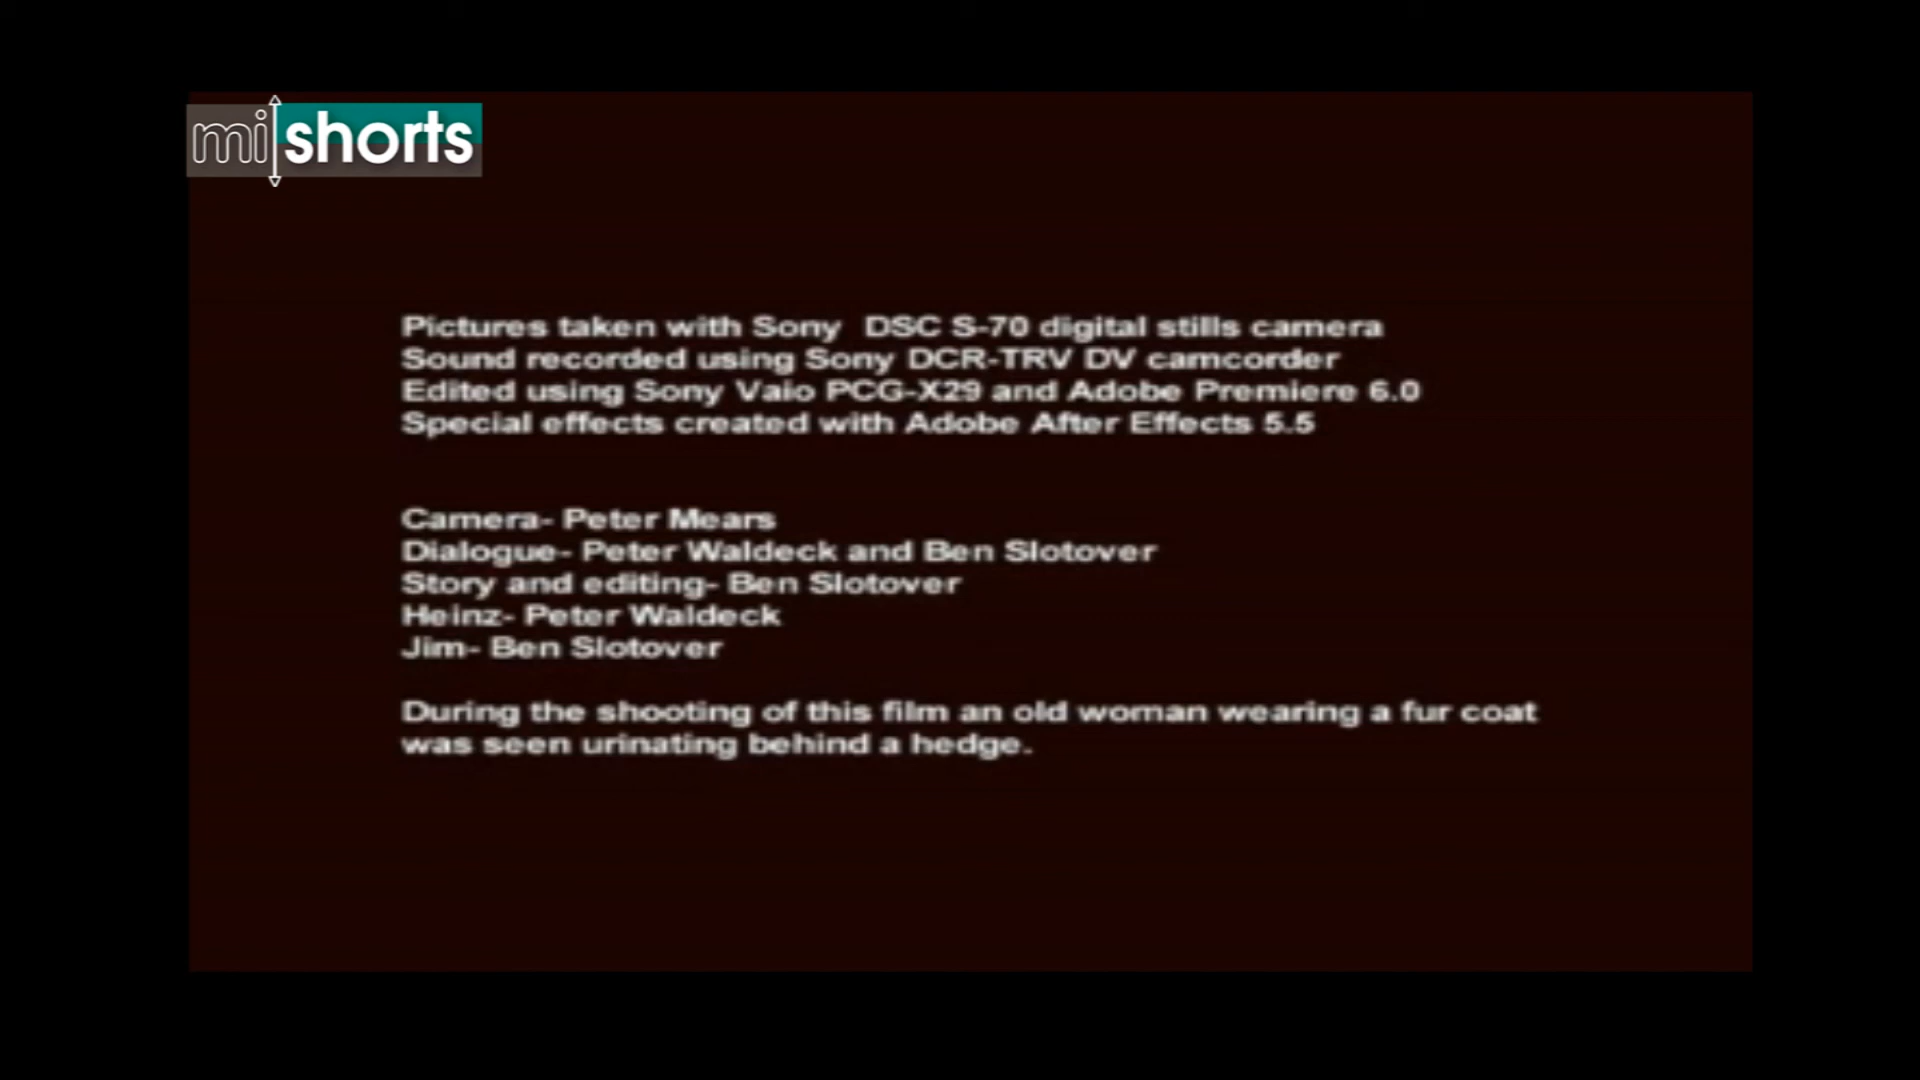 mi shorts
Pictures taken with Sony DSC S-70 digital stills camera
Sound recorded using Sony DCR-TRV DV camcorder
Edited using Sony Vaio PCG-X29 and Adobe Premiere 6.0
Special effects created with Adobe After Effects 5.5
Camera- Peter Mears
Dialogue- Peter Waldeck and Ben Slotover
Story and editing- Ben Slotover
Heinz- Peter Waldeck
Jim- Ben Slotover
During the shooting of this film an old woman wearing a fur coat
was seen urinating behind a hedge.